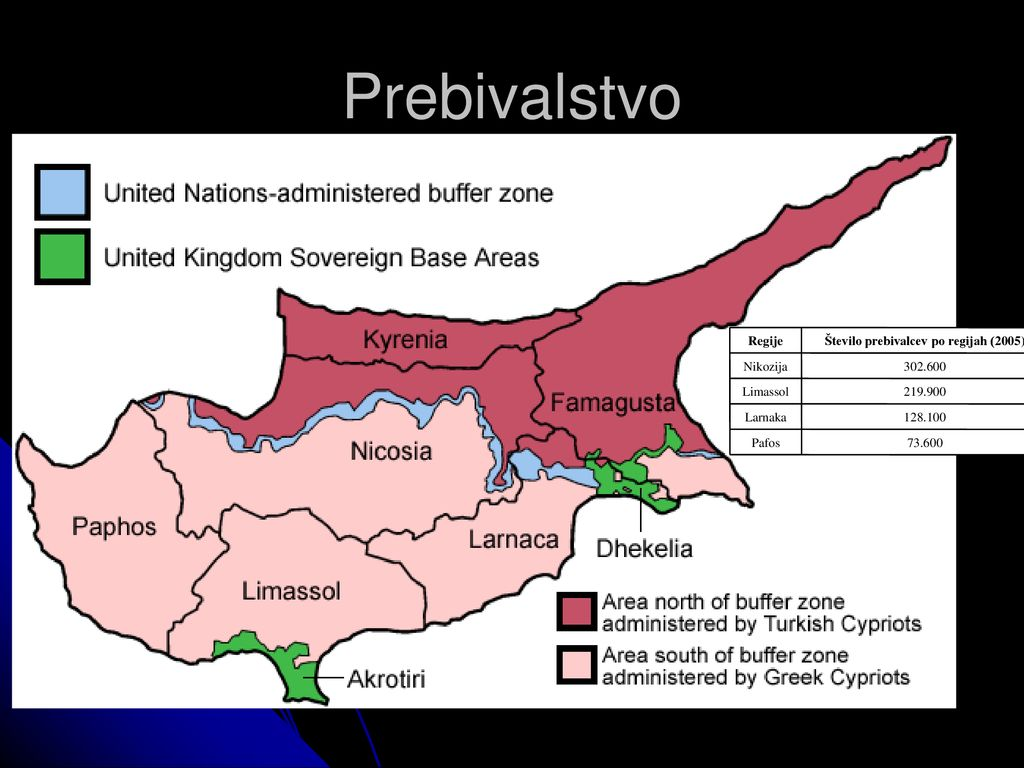 Prebivalstvo
United Nations-administered buffer zone
United Kingdom Sovereign Base Areas
Kyrenia
Famagusta
Nicosia
Paphos
Larnaca
Dhekelia
Limassol
Akrotiri
Regije Število prebivalcev po regijah (2005)
Nikozija 302.600
Limassol 219.900
Larnaka 128.100
Pafos 73.600
Area north of buffer zone
administered by Turkish Cypriots
Area south of buffer zone
administered by Greek Cypriots